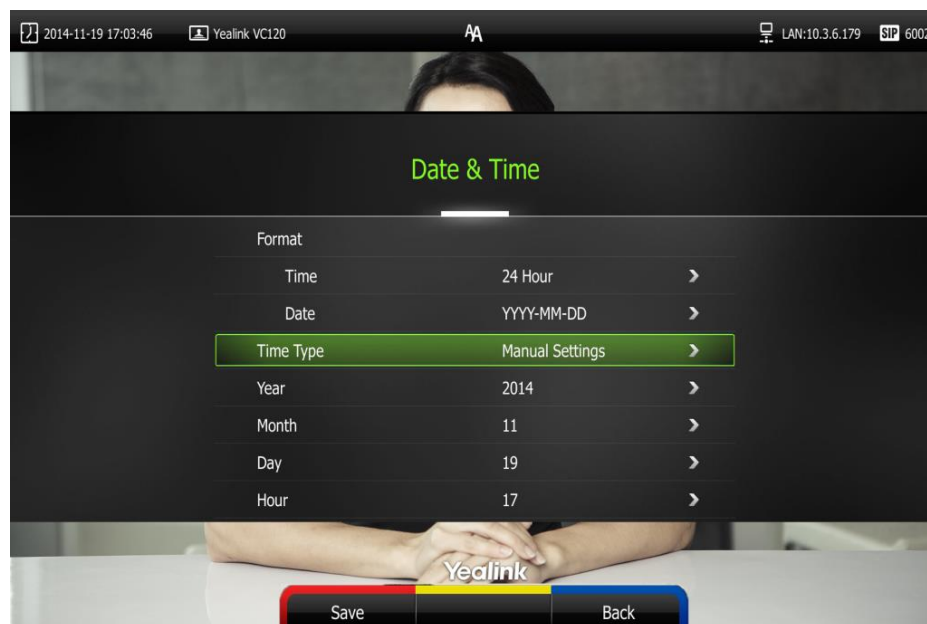 2014-11-19 17:03:46 Yealink VC120 AA LAN:10.3.6.179 SIP 6002
Date & Time
Format
Time 24 Hour
Date YYYY-MM-DD
Time Type Manual Settings
Year 2014
Month 11
Day 19
Hour 17
Yealink
Save Back